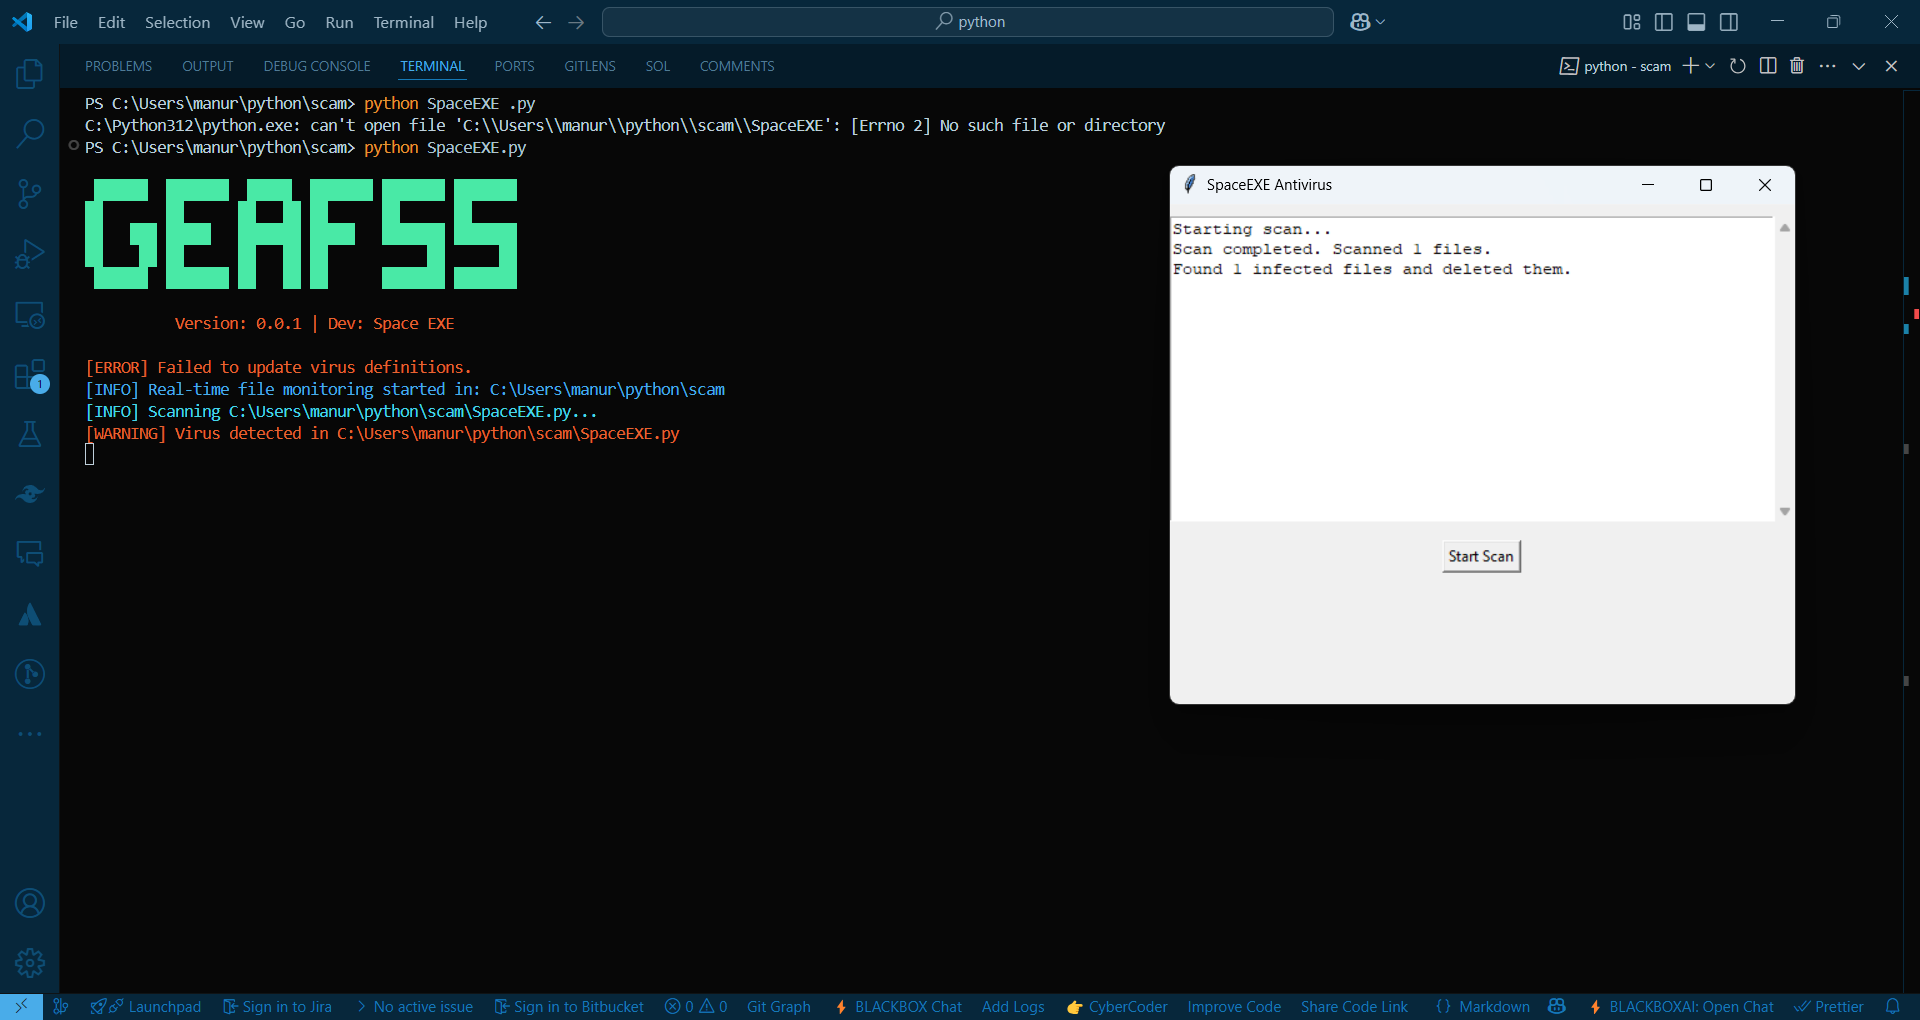 File Edit Selection View Go Run Terminal Help
python
PROBLEMS OUTPUT DEBUG CONSOLE TERMINAL PORTS GITLENS SOL COMMENTS
python - scam
PS C:\Users\manur\python\scam> python SpaceEXE .py
C:\Python312\python.exe: can't open file 'C:\\Users\\manur\\python\\scam\\SpaceEXE': [Errno 2] No such file or directory
PS C:\Users\manur\python\scam> python SpaceEXE.py
GEAFSS
Version: 0.0.1 | Dev: Space EXE
[ERROR] Failed to update virus definitions.
[INFO] Real-time file monitoring started in: C:\Users\manur\python\scam
[INFO] Scanning C:\Users\manur\python\scam\SpaceEXE.py...
[WARNING] Virus detected in C:\Users\manur\python\scam\SpaceEXE.py
SpaceEXE Antivirus
Starting scan...
Scan completed. Scanned 1 files.
Found 1 infected files and deleted them.
Start Scan
1
Launchpad Sign in to Jira No active issue Sign in to Bitbucket 0 0 Git Graph BLACKBOX Chat Add Logs CyberCoder Improve Code Share Code Link {} Markdown BLACKBOXAI: Open Chat Prettier